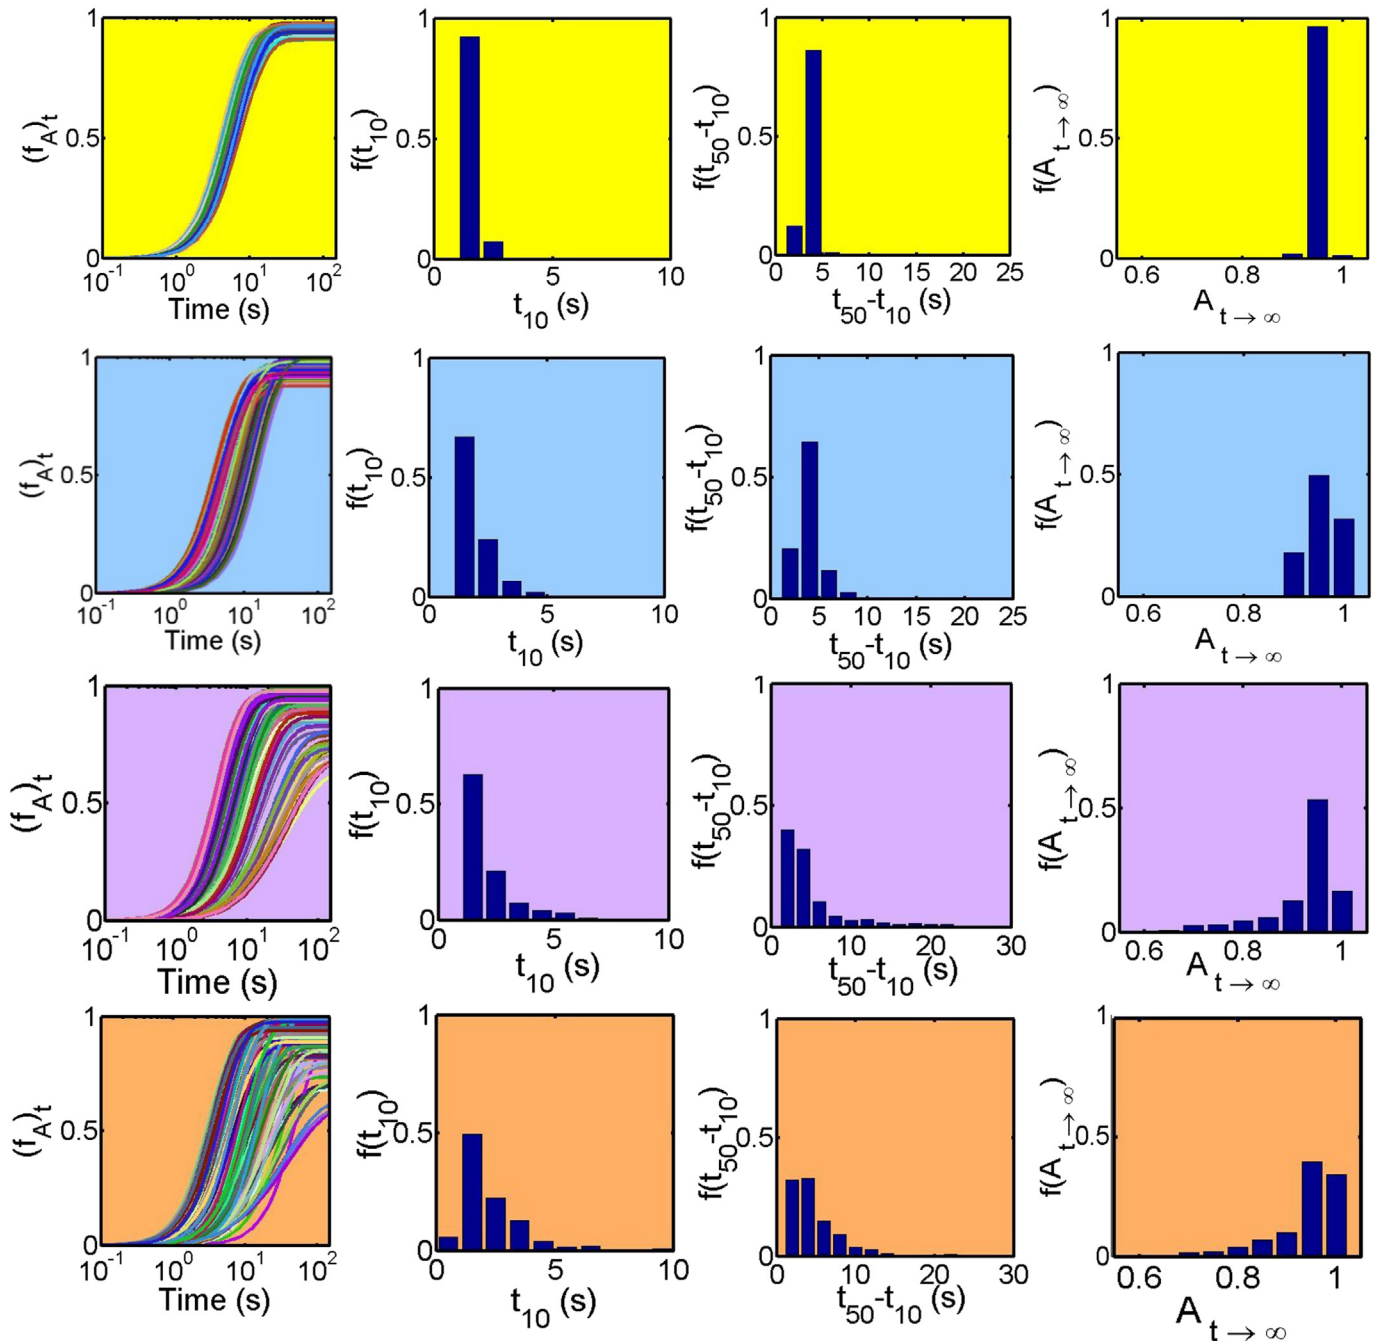 1 0.5 0 (f_A)_t 10^-1 10^0 10^1 10^2 Time (s)
1 0.5 0 f(t_10) 0 5 10 t_10 (s)
1 0.5 0 f(t_50-t_10) 0 5 10 15 20 25 t_50-t_10 (s)
1 0.5 0 f(A_t→∞) 0.6 0.8 1 A_t→∞
1 0.5 0 (f_A)_t 10^-1 10^0 10^1 10^2 Time (s)
1 0.5 0 f(t_10) 0 5 10 t_10 (s)
1 0.5 0 f(t_50-t_10) 0 5 10 15 20 25 t_50-t_10 (s)
1 0.5 0 f(A_t→∞) 0.6 0.8 1 A_t→∞
1 0.5 0 (f_A)_t 10^-1 10^0 10^1 10^2 Time (s)
1 0.5 0 f(t_10) 0 5 10 t_10 (s)
1 0.5 0 f(t_50-t_10) 0 10 20 30 t_50-t_10 (s)
1 0.5 0 f(A_t→∞) 0.6 0.8 1 A_t→∞
1 0.5 0 (f_A)_t 10^-1 10^0 10^1 10^2 Time (s)
1 0.5 0 f(t_10) 0 5 10 t_10 (s)
1 0.5 0 f(t_50-t_10) 0 10 20 30 t_50-t_10 (s)
1 0.5 0 f(A_t→∞) 0.6 0.8 1 A_t→∞